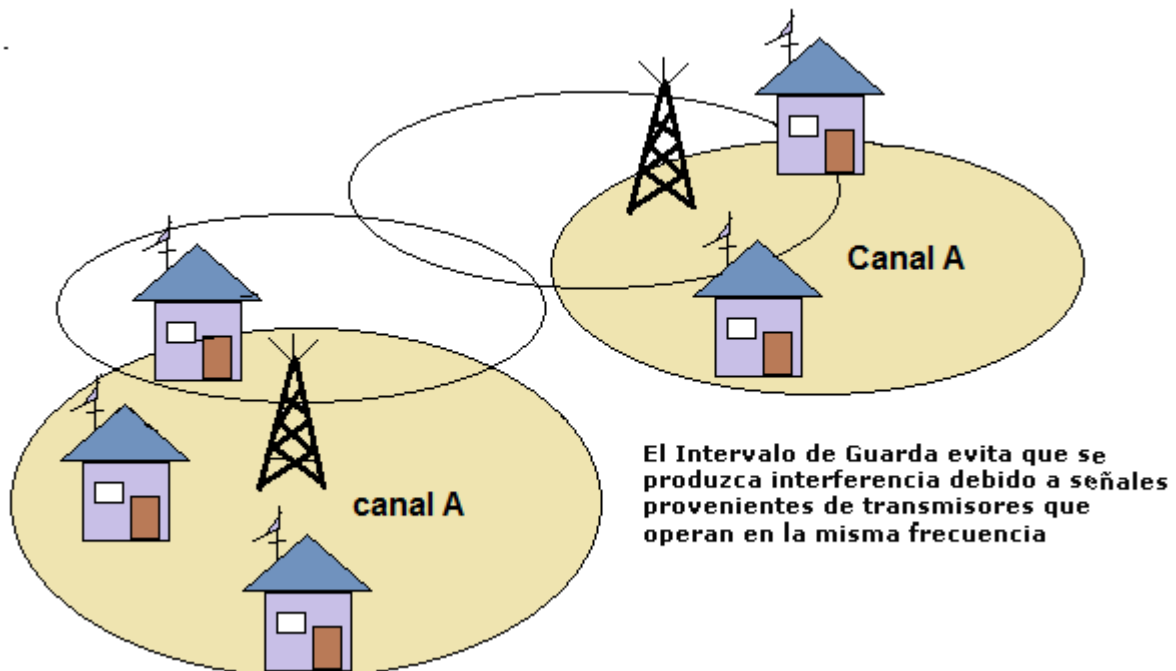 Canal A
canal A
El Intervalo de Guarda evita que se
produzca interferencia debido a señales
provenientes de transmisores que
operan en la misma frecuencia